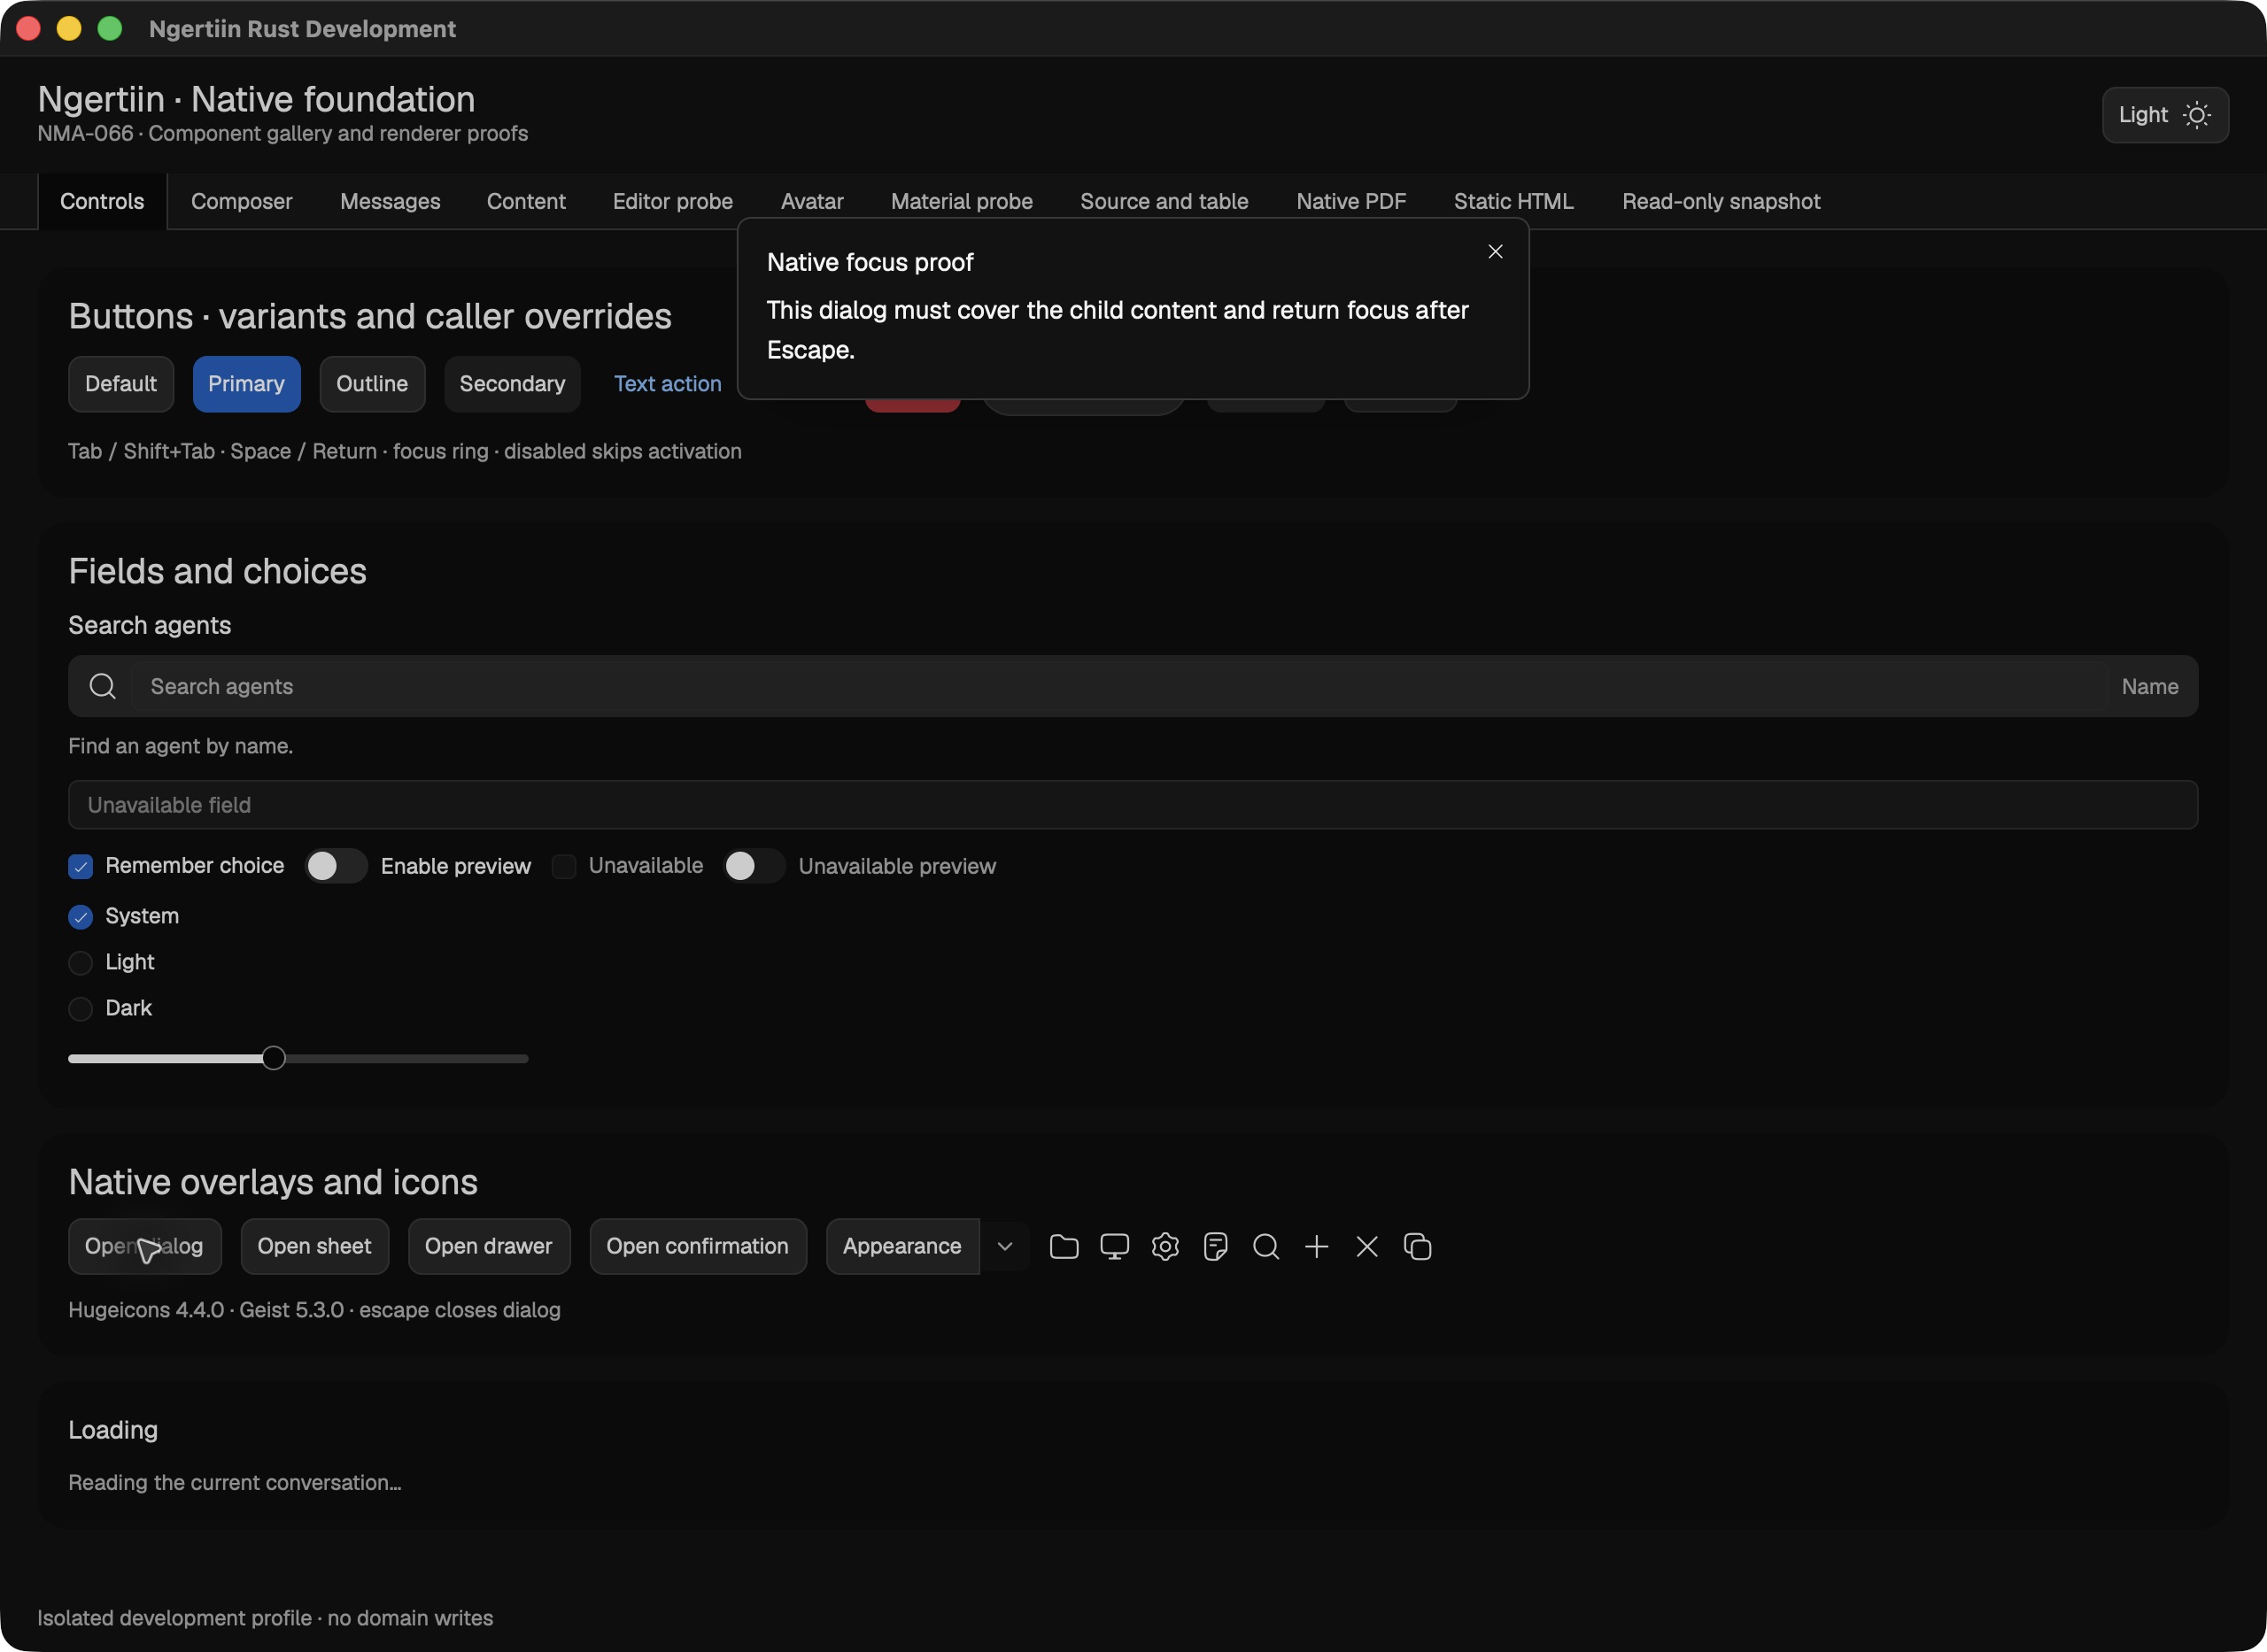 Ngertiin Rust Development
Ngertiin · Native foundation
NMA-066 · Component gallery and renderer proofs
Light
Controls
Composer
Messages
Content
Editor probe
Avatar
Material probe
Source and table
Native PDF
Static HTML
Read-only snapshot
Native focus proof
This dialog must cover the child content and return focus after
Escape.
Buttons · variants and caller overrides
Default
Primary
Outline
Secondary
Text action
Tab / Shift+Tab · Space / Return · focus ring · disabled skips activation
Fields and choices
Search agents
Search agents
Name
Find an agent by name.
Unavailable field
Remember choice
Enable preview
Unavailable
Unavailable preview
System
Light
Dark
Native overlays and icons
Open dialog
Open sheet
Open drawer
Open confirmation
Appearance
Hugeicons 4.4.0 · Geist 5.3.0 · escape closes dialog
Loading
Reading the current conversation…
Isolated development profile · no domain writes